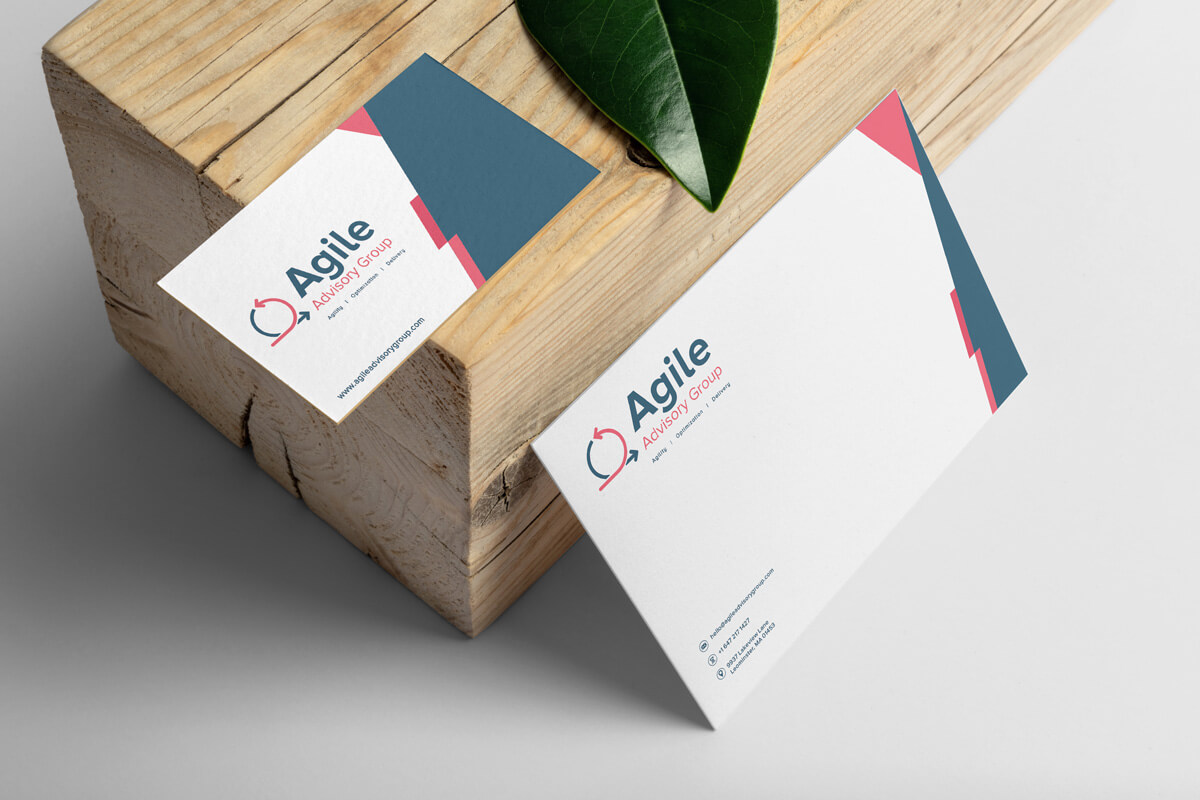 Agile
Advisory Group
Agility | Optimization | Delivery
www.agileadvisorygroup.com
Agile
Advisory Group
Agility | Optimization | Delivery
hello@agileadvisorygroup.com
+1 647 217 1427
9937 Lakeview Lane
Leominster, MA 01453